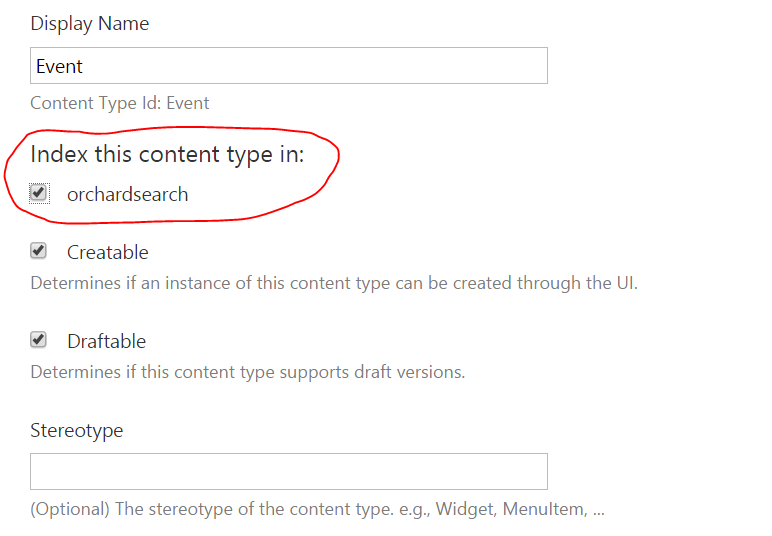 Display Name
Event
Content Type Id: Event
Index this content type in:
orchardsearch
Creatable
Determines if an instance of this content type can be created through the UI.
Draftable
Determines if this content type supports draft versions.
Stereotype
(Optional) The stereotype of the content type. e.g., Widget, MenuItem, ...